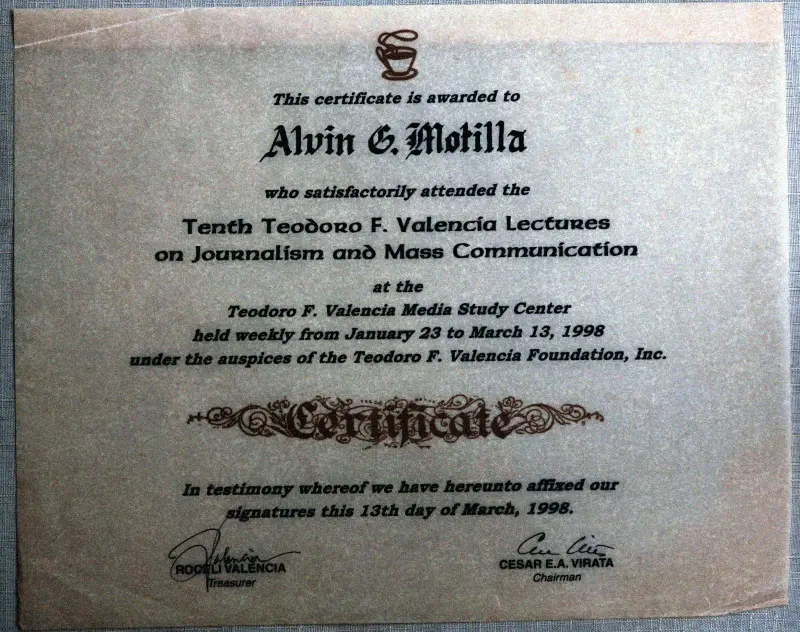 This certificate is awarded to
Alvin G. Motilla
who satisfactorily attended the
Tenth Teodoro F. Valencia Lectures
on Journalism and Mass Communication
at the
Teodoro F. Valencia Media Study Center
held weekly from January 23 to March 13, 1998
under the auspices of the Teodoro F. Valencia Foundation, Inc.
Certificate
In testimony whereof we have hereunto affixed our
signatures this 13th day of March, 1998.
ROCELI VALENCIA
Treasurer
CESAR E.A. VIRATA
Chairman